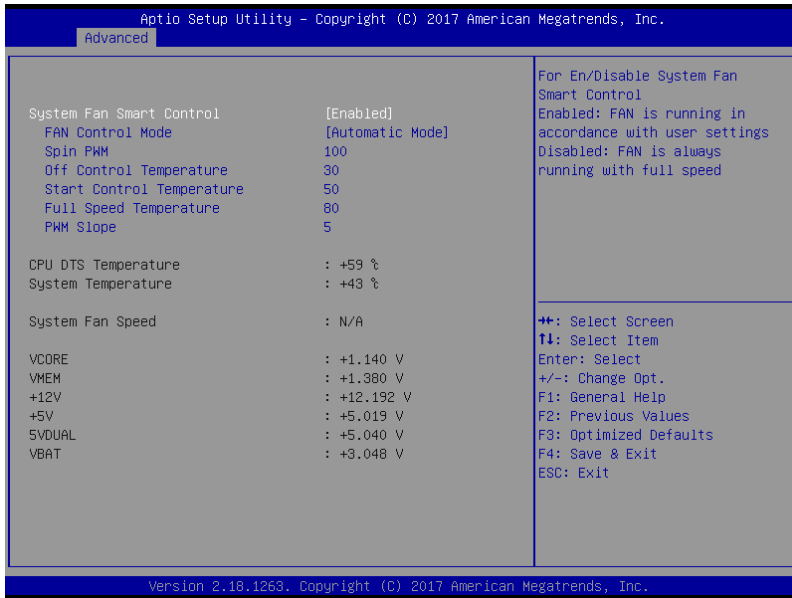 Aptio Setup Utility – Copyright (C) 2017 American Megatrends, Inc.
Advanced
System Fan Smart Control [Enabled]
FAN Control Mode [Automatic Mode]
Spin PWM 100
Off Control Temperature 30
Start Control Temperature 50
Full Speed Temperature 80
PWM Slope 5
CPU DTS Temperature : +59 ℃
System Temperature : +43 ℃
System Fan Speed : N/A
VCORE : +1.140 V
VMEM : +1.380 V
+12V : +12.192 V
+5V : +5.019 V
5VDUAL : +5.040 V
VBAT : +3.048 V
For En/Disable System Fan
Smart Control
Enabled: FAN is running in
accordance with user settings
Disabled: FAN is always
running with full speed
→←: Select Screen
↑↓: Select Item
Enter: Select
+/-: Change Opt.
F1: General Help
F2: Previous Values
F3: Optimized Defaults
F4: Save & Exit
ESC: Exit
Version 2.18.1263. Copyright (C) 2017 American Megatrends, Inc.